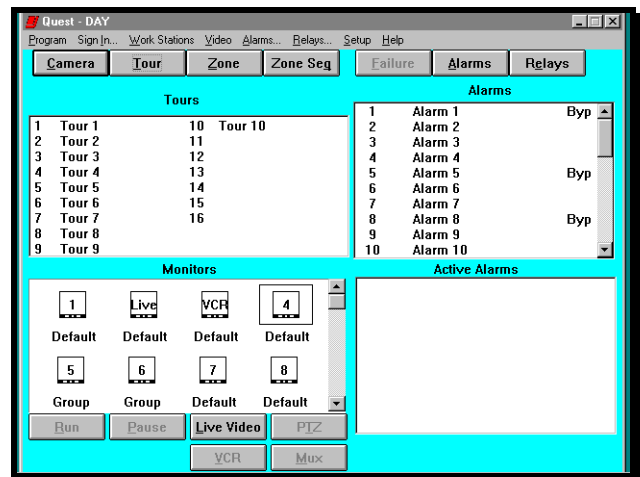 Quest - DAY
Program Sign In... Work Stations Video Alarms... Relays... Setup Help
Camera Tour Zone Zone Seq Failure Alarms Relays
Tours
1 Tour 1 10 Tour 10
2 Tour 2 11
3 Tour 3 12
4 Tour 4 13
5 Tour 5 14
6 Tour 6 15
7 Tour 7 16
8 Tour 8
9 Tour 9
Alarms
1 Alarm 1 Byp
2 Alarm 2
3 Alarm 3
4 Alarm 4
5 Alarm 5 Byp
6 Alarm 6
7 Alarm 7
8 Alarm 8 Byp
9 Alarm 9
10 Alarm 10
Monitors
1 Live VCR 4
Default Default Default Default
5 6 7 8
Group Group Default Default
Run Pause Live Video PTZ
VCR Mux
Active Alarms